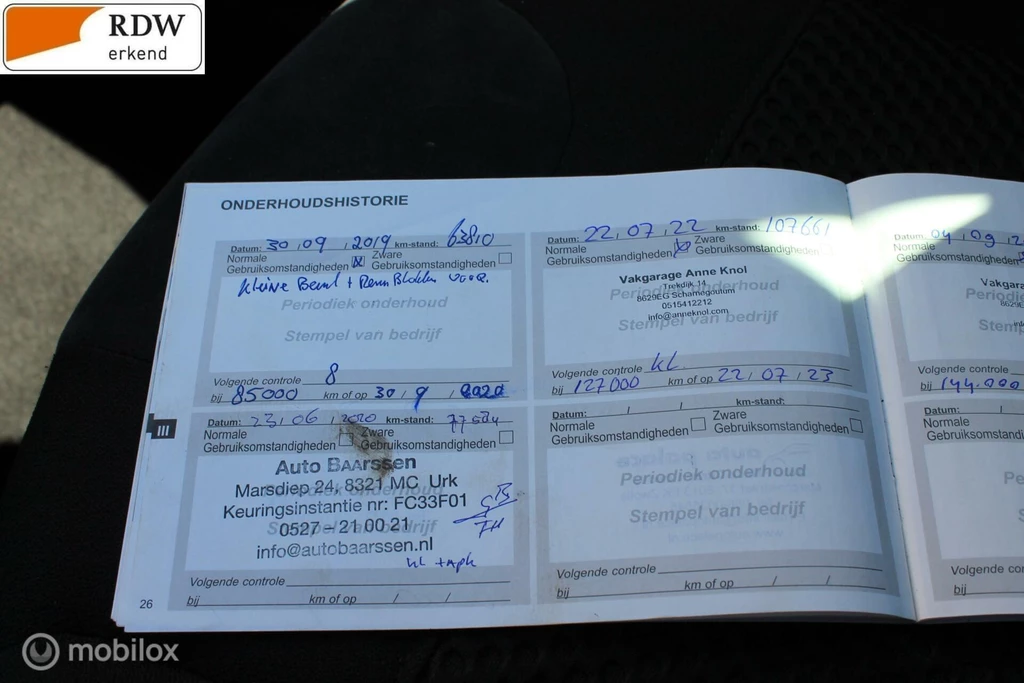 RDW
erkend
ONDERHOUDSHISTORIE
Datum: 30 09 2019 km-stand: 63810
Normale Gebruiksomstandigheden Zware Gebruiksomstandigheden
Kleine Beurt + Blokken voor.
Periodiek onderhoud
Stempel van bedrijf
Volgende controle 8
bij 85000 km of op 30 9 2020
Datum: 23 06 2020 km-stand:
Normale Gebruiksomstandigheden Zware Gebruiksomstandigheden
Auto BAArssen
Marsdiep 24, 8321 MC Urk
Keuringsinstantie nr: FC33F01
0527 – 21 00 21
info@autobaarssen.nl
kl + apk
Volgende controle
bij km of op / /
26
III
Datum: 22 07 22 km-stand: 107661
Normale Gebruiksomstandigheden Zware Gebruiksomstandigheden
Vakgarage Anne Knol
Trekdijk 14
8629EG Scharnegoutum
0515412212
info@anneknol.com
Periodiek onderhoud
Stempel van bedrijf
Volgende controle kl
bij 127000 km of op 22 07 23
Datum: / / km-stand:
Normale Gebruiksomstandigheden Zware Gebruiksomstandigheden
Periodiek onderhoud
Stempel van bedrijf
Volgende controle
bij km of op / /
Datum: 04 09
Normale
Gebruiksomstandigheden
Volgende controle
bij 144.000
Datum: /
Normale
Gebruiksomstandigheden
Volgende
bij
mobilox